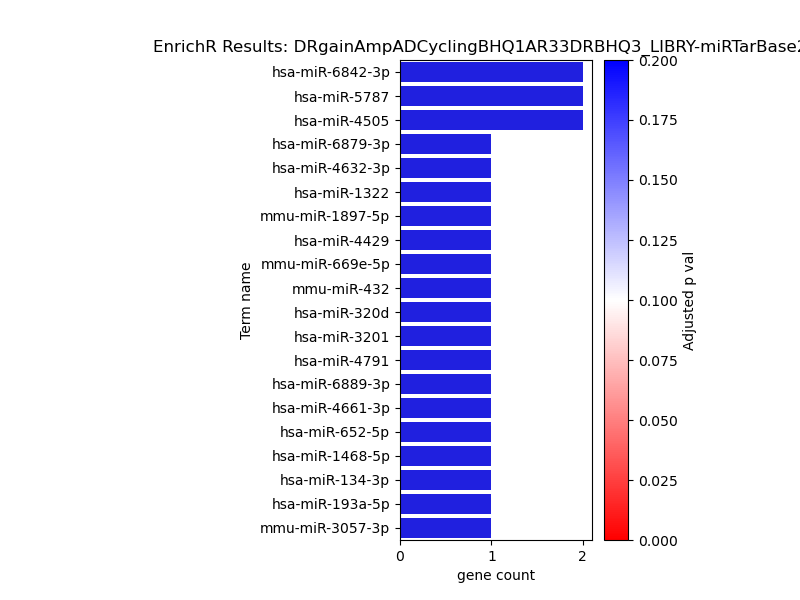 EnrichR Results: DRgainAmpADCyclingBHQ1AR33DRBHQ3_LIBRY-miRTarBase2
hsa-miR-6842-3p
hsa-miR-5787
hsa-miR-4505
hsa-miR-6879-3p
hsa-miR-4632-3p
hsa-miR-1322
mmu-miR-1897-5p
hsa-miR-4429
mmu-miR-669e-5p
mmu-miR-432
hsa-miR-320d
hsa-miR-3201
hsa-miR-4791
hsa-miR-6889-3p
hsa-miR-4661-3p
hsa-miR-652-5p
hsa-miR-1468-5p
hsa-miR-134-3p
hsa-miR-193a-5p
mmu-miR-3057-3p
Term name
0 1 2
gene count
0.200
0.175
0.150
0.125
0.100
0.075
0.050
0.025
0.000
Adjusted p val